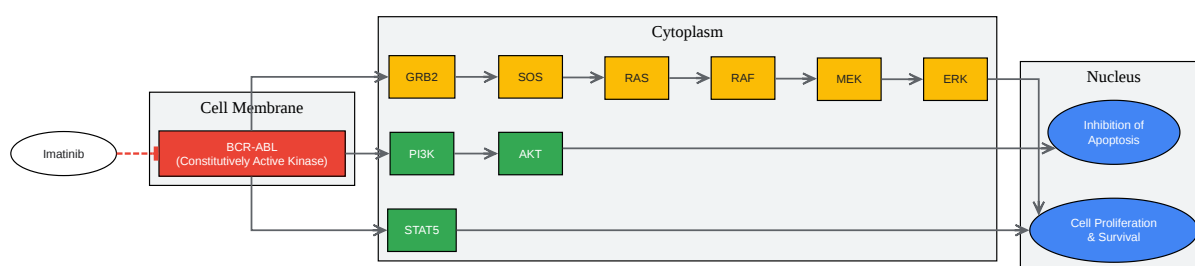 Cytoplasm
GRB2
SOS
RAS
RAF
MEK
ERK
Nucleus
Cell Membrane
Inhibition of
Apoptosis
Imatinib
BCR-ABL
(Constitutively Active Kinase)
PI3K
AKT
STAT5
Cell Proliferation
& Survival